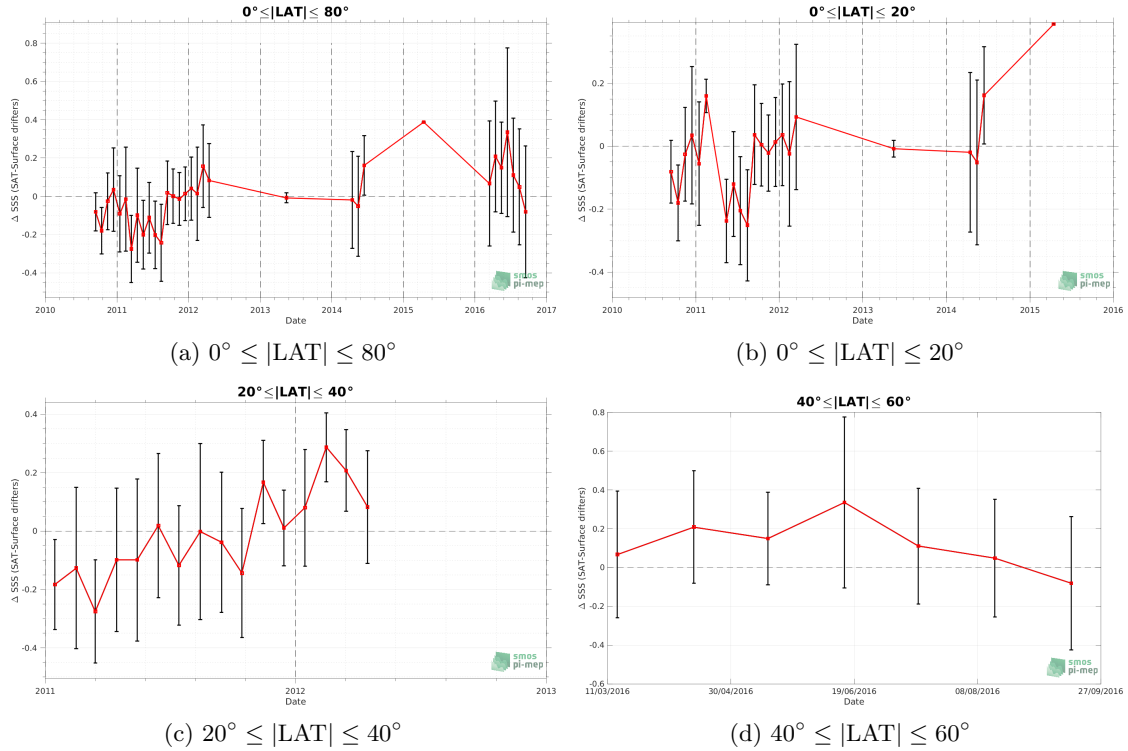 0°≤|LAT|≤ 80°
Δ SSS (SAT-Surface drifters)
0.8
0.6
0.4
0.2
0
-0.2
-0.4
2010
2011
2012
2013
2014
2015
2016
2017
Date
smos
pi-mep
(a) 0° ≤ |LAT| ≤ 80°
0°≤|LAT|≤ 20°
Δ SSS (SAT-Surface drifters)
0.2
0
-0.2
-0.4
2010
2011
2012
2013
2014
2015
2016
Date
smos
pi-mep
(b) 0° ≤ |LAT| ≤ 20°
20°≤|LAT|≤ 40°
Δ SSS (SAT-Surface drifters)
0.4
0.2
0
-0.2
-0.4
2011
2012
2013
Date
smos
pi-mep
(c) 20° ≤ |LAT| ≤ 40°
40°≤|LAT|≤ 60°
Δ SSS (SAT-Surface drifters)
0.8
0.6
0.4
0.2
0
-0.2
-0.4
-0.6
11/03/2016
30/04/2016
19/06/2016
08/08/2016
27/09/2016
Date
smos
pi-mep
(d) 40° ≤ |LAT| ≤ 60°